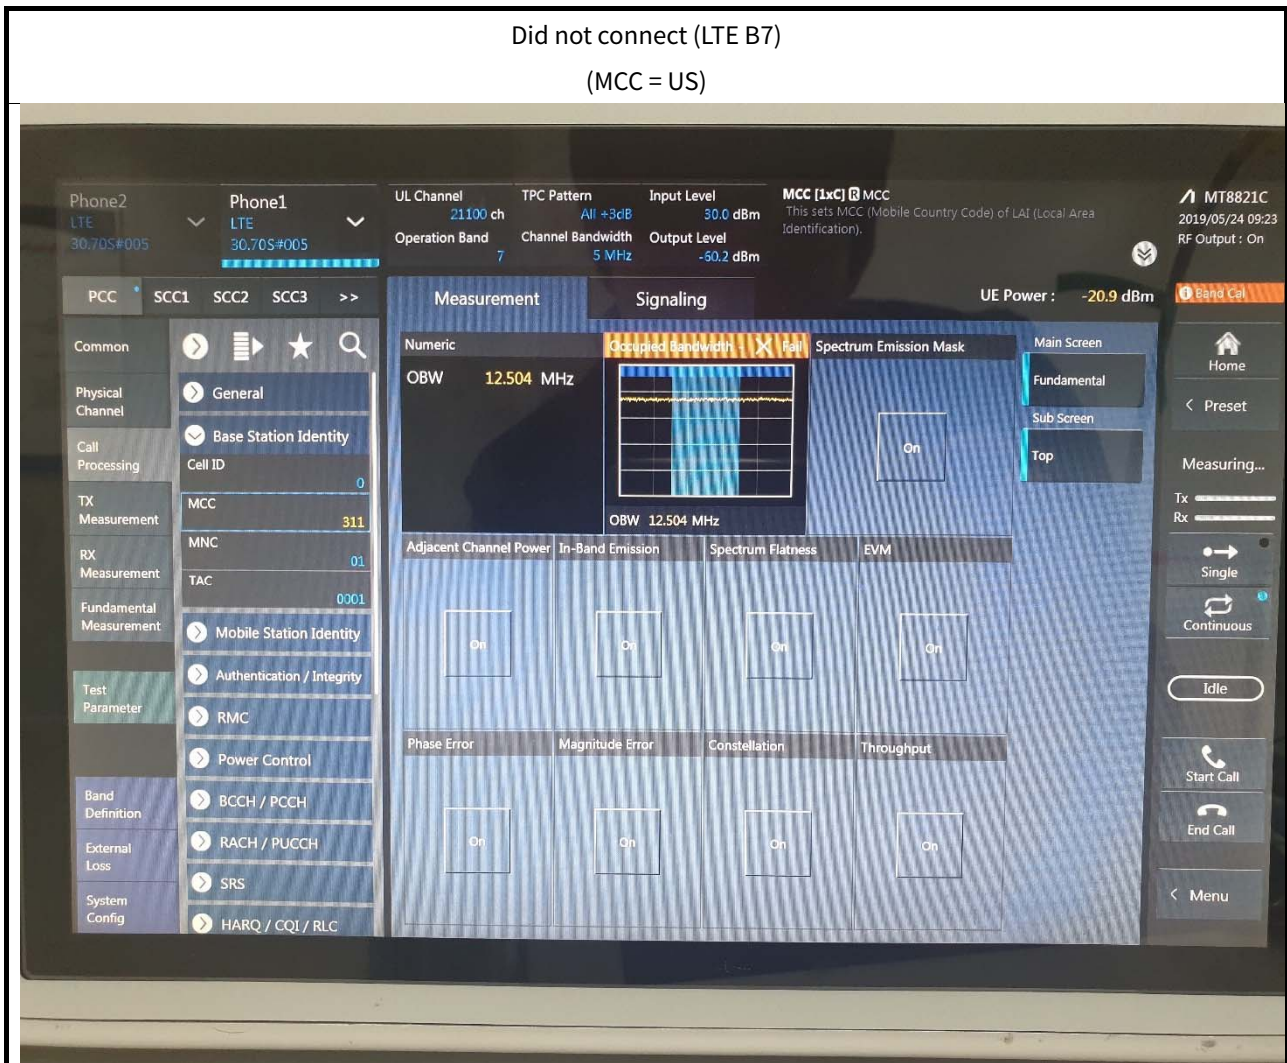 Did not connect (LTE B7)
(MCC = US)
Phone2
LTE
30.70S#005
Phone1
LTE
30.70S#005
UL Channel
21100 ch
Operation Band
7
TPC Pattern
All +3dB
Channel Bandwidth
5 MHz
Input Level
30.0 dBm
Output Level
-60.2 dBm
MCC [1xC] R MCC
This sets MCC (Mobile Country Code) of LAI (Local Area
Identification).
MT8821C
2019/05/24 09:23
RF Output : On
PCC SCC1 SCC2 SCC3 >>
Measurement
Signaling
UE Power : -20.9 dBm
Band Cal
Common
Physical
Channel
Call
Processing
TX
Measurement
RX
Measurement
Fundamental
Measurement
Test
Parameter
Band
Definition
External
Loss
System
Config
General
Base Station Identity
Cell ID
0
MCC
311
MNC
01
TAC
0001
Mobile Station Identity
Authentication / Integrity
RMC
Power Control
BCCH / PCCH
RACH / PUCCH
SRS
HARQ / CQI / RLC
Numeric
OBW 12.504 MHz
Occupied Bandwidth - Fail
OBW 12.504 MHz
Spectrum Emission Mask
On
Main Screen
Fundamental
Sub Screen
Top
Adjacent Channel Power
On
In-Band Emission
On
Spectrum Flatness
On
EVM
On
Phase Error
On
Magnitude Error
On
Constellation
On
Throughput
On
Home
< Preset
Measuring...
Tx
Rx
Single
Continuous
Idle
Start Call
End Call
< Menu